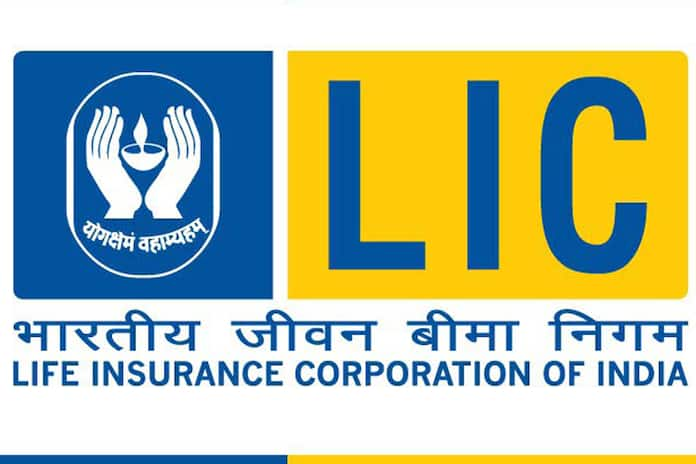 योगक्षेमं वहाम्यहम्
LIC
भारतीय जीवन बीमा निगम
LIFE INSURANCE CORPORATION OF INDIA